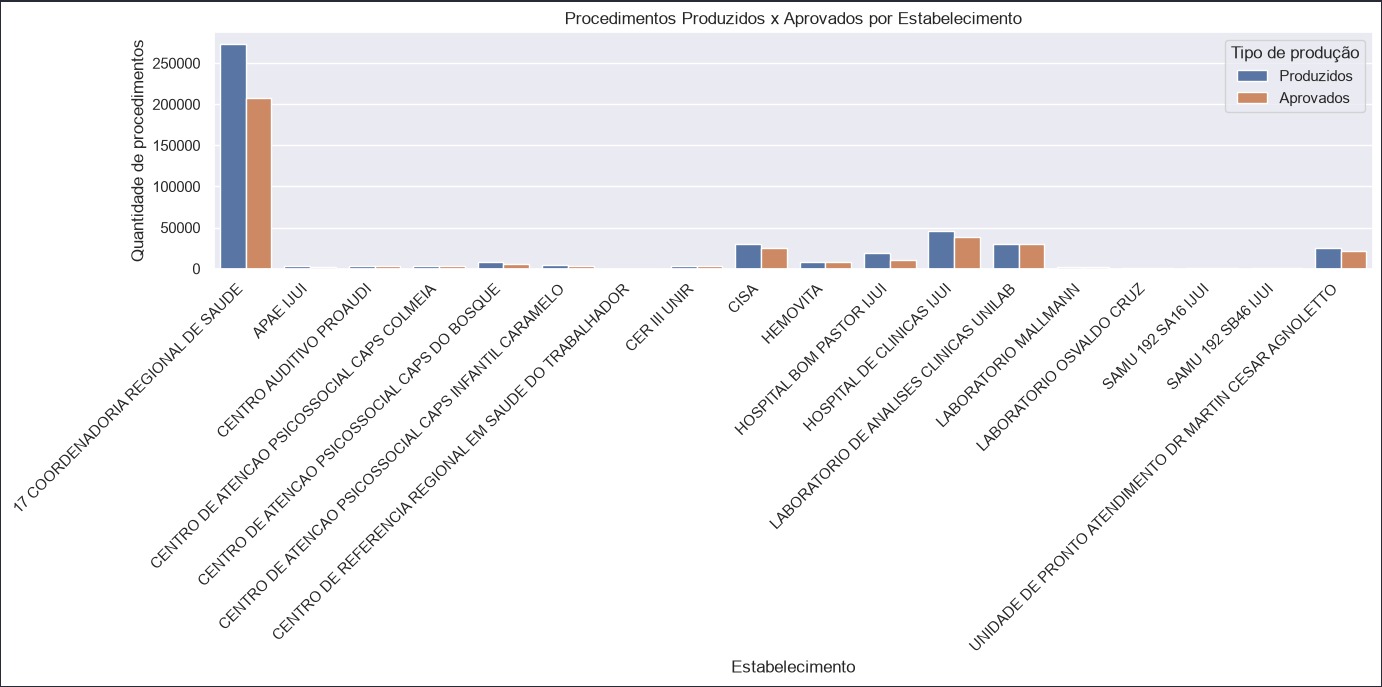 Procedimentos Produzidos x Aprovados por Estabelecimento
Quantidade de procedimentos
250000
200000
150000
100000
50000
0
Tipo de produção
Produzidos
Aprovados
17 COORDENADORIA REGIONAL DE SAUDE
APAE IJUI
CENTRO AUDITIVO PROAUDI
CENTRO DE ATENCAO PSICOSSOCIAL CAPS COLMEIA
CENTRO DE ATENCAO PSICOSSOCIAL CAPS DO BOSQUE
CENTRO DE ATENCAO PSICOSSOCIAL CAPS INFANTIL CARAMELO
CENTRO DE REFERENCIA REGIONAL EM SAUDE DO TRABALHADOR
CER III UNIR
CISA
HEMOVITA
HOSPITAL BOM PASTOR IJUI
HOSPITAL DE CLINICAS IJUI
LABORATORIO DE ANALISES CLINICAS UNILAB
LABORATORIO MALLMANN
LABORATORIO OSVALDO CRUZ
SAMU 192 SA16 IJUI
SAMU 192 SB46 IJUI
UNIDADE DE PRONTO ATENDIMENTO DR MARTIN CESAR AGNOLETTO
Estabelecimento